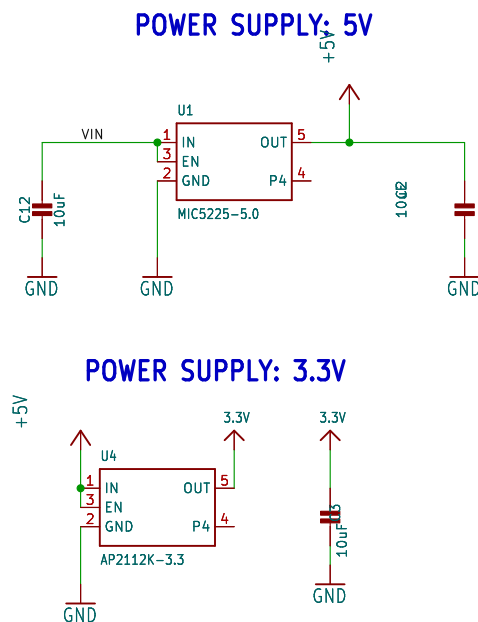 POWER SUPPLY: 5V
+5V
U1
VIN
1 IN OUT 5
3 EN
2 GND P4 4
MIC5225-5.0
C12
10uF
10uF
C2
GND
GND
GND
POWER SUPPLY: 3.3V
+5V
3.3V
3.3V
U4
1 IN OUT 5
3 EN
2 GND P4 4
AP2112K-3.3
10uF
GND
GND